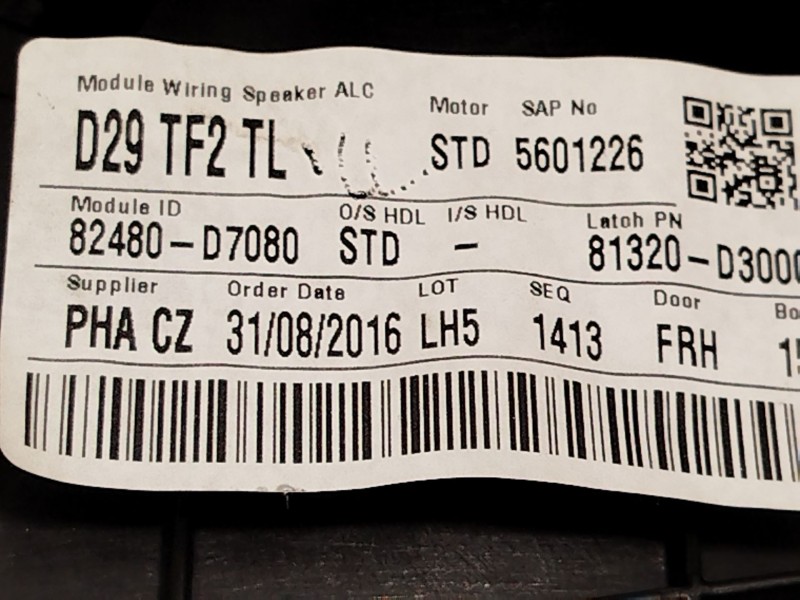 Module Wiring Speaker ALC
Motor SAP No
D29 TF2 TL STD 5601226
Module ID O/S HDL I/S HDL Latch PN
82480-D7080 STD - 81320-D300
Supplier Order Date LOT SEQ Door
PHA CZ 31/08/2016 LH5 1413 FRH